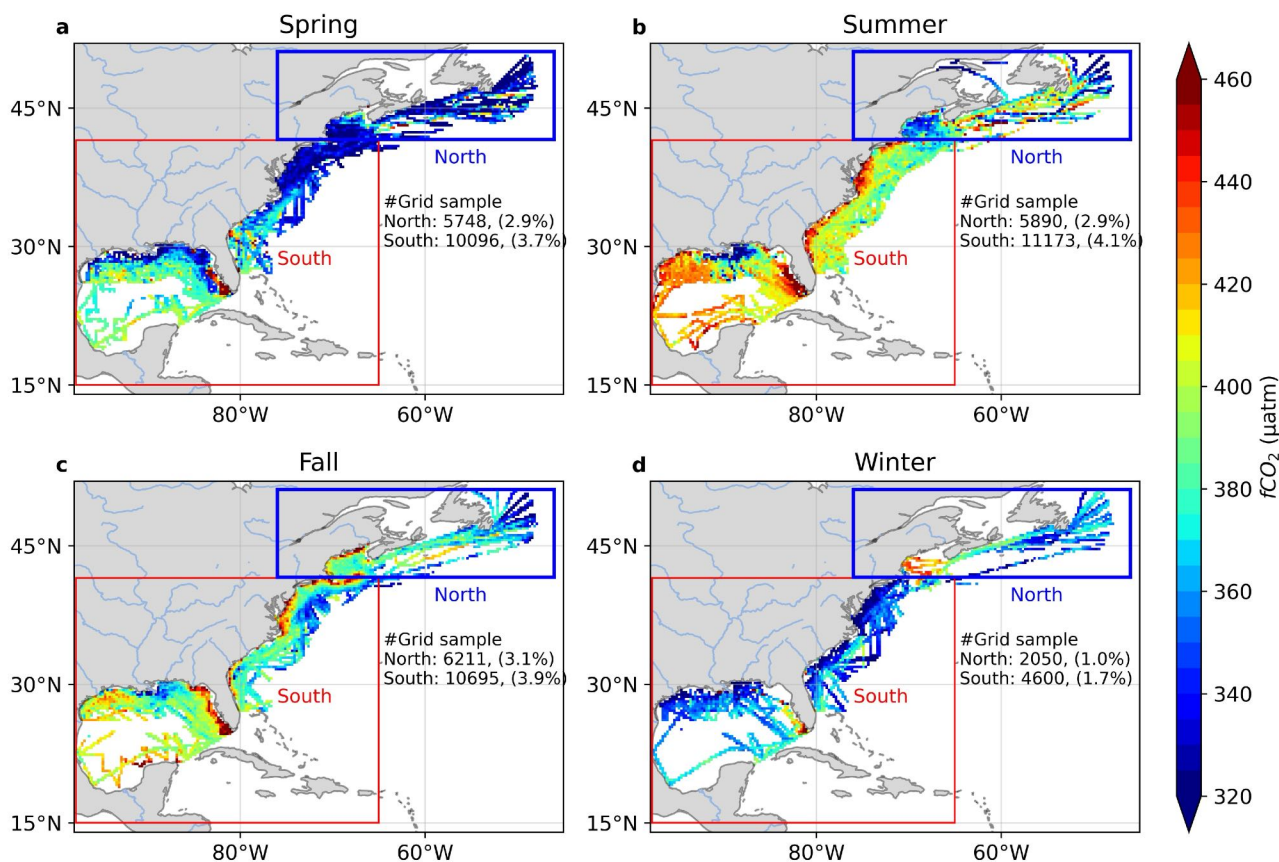 a Spring
b Summer
45°N
30°N
15°N
80°W
60°W
North
South
#Grid sample
North: 5748, (2.9%)
South: 10096, (3.7%)
45°N
30°N
15°N
80°W
60°W
North
South
#Grid sample
North: 5890, (2.9%)
South: 11173, (4.1%)
c Fall
d Winter
45°N
30°N
15°N
80°W
60°W
North
South
#Grid sample
North: 6211, (3.1%)
South: 10695, (3.9%)
45°N
30°N
15°N
80°W
60°W
North
South
#Grid sample
North: 2050, (1.0%)
South: 4600, (1.7%)
460
440
420
400
380
360
340
320
fCO₂ (µatm)